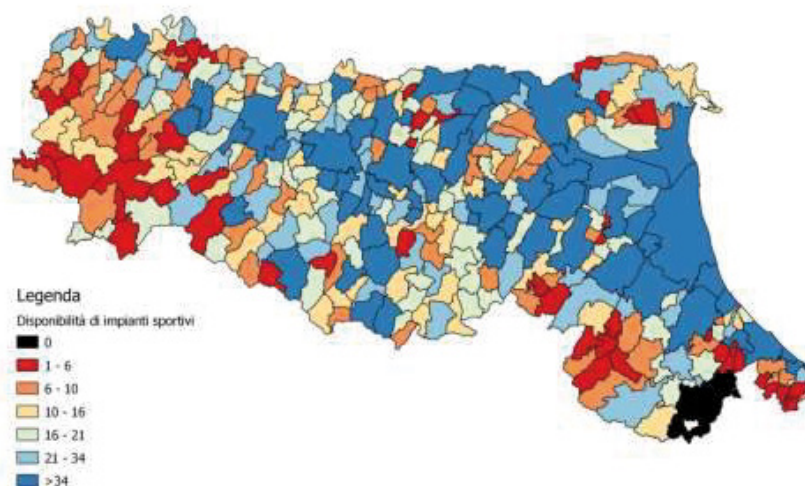 Legenda
Disponibilità di impianti sportivi
0
1 - 6
6 - 10
10 - 16
16 - 21
21 - 34
>34